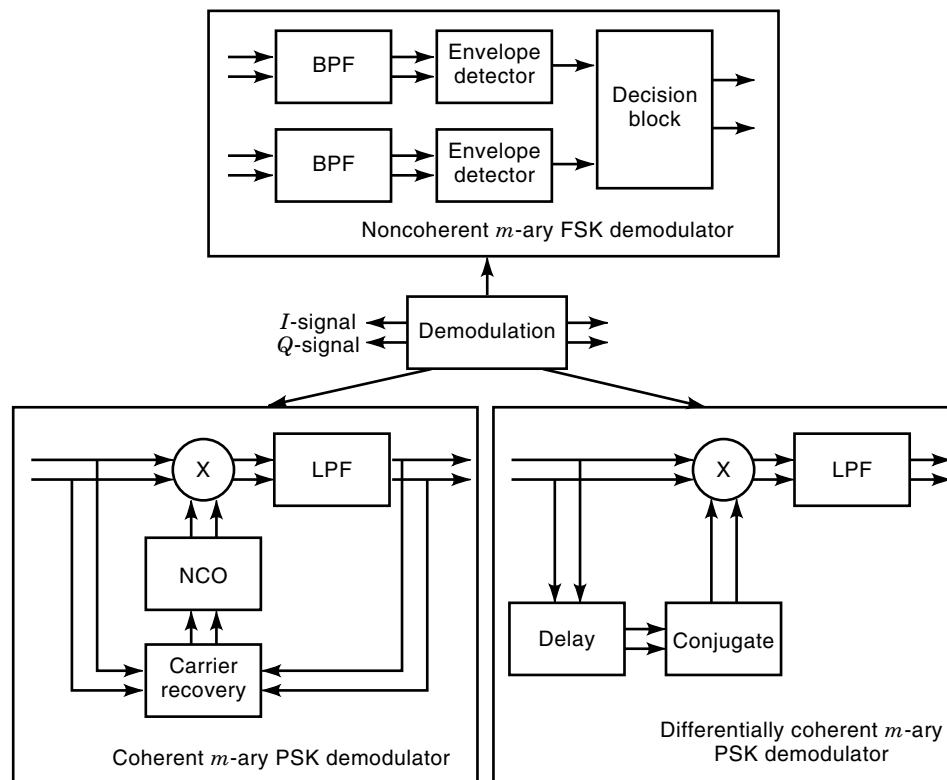 BPF
Envelope
detector
Decision
block
BPF
Envelope
detector
Noncoherent m-ary FSK demodulator
I-signal
Q-signal
Demodulation
X
LPF
NCO
Carrier
recovery
Coherent m-ary PSK demodulator
X
LPF
Delay
Conjugate
Differentially coherent m-ary
PSK demodulator